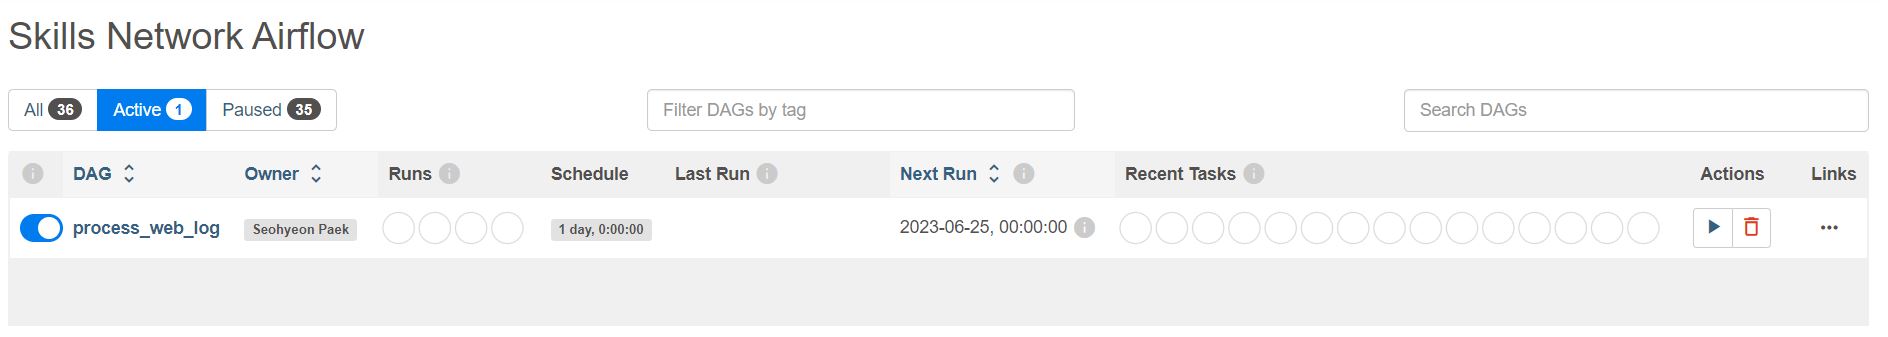 Skills Network Airflow
All 36 Active 1 Paused 35 Filter DAGs by tag Search DAGs
i DAG Owner Runs i Schedule Last Run i Next Run i Recent Tasks i Actions Links
process_web_log Seohyeon Paek 1 day, 0:00:00 2023-06-25, 00:00:00 i ...